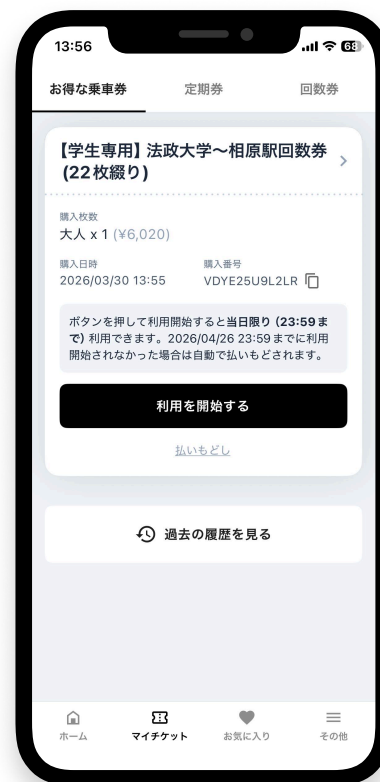 13:56
68
お得な乗車券
定期券
回数券
【学生専用】法政大学〜相原駅回数券
(22枚綴り)
購入枚数
大人 x 1 (¥6,020)
購入日時
購入番号
2026/03/30 13:55
VDYE25U9L2LR
ボタンを押して利用開始すると当日限り (23:59ま
で) 利用できます。2026/04/26 23:59までに利用
開始されなかった場合は自動で払いもどされます。
利用を開始する
払いもどし
過去の履歴を見る
ホーム
マイチケット
お気に入り
その他